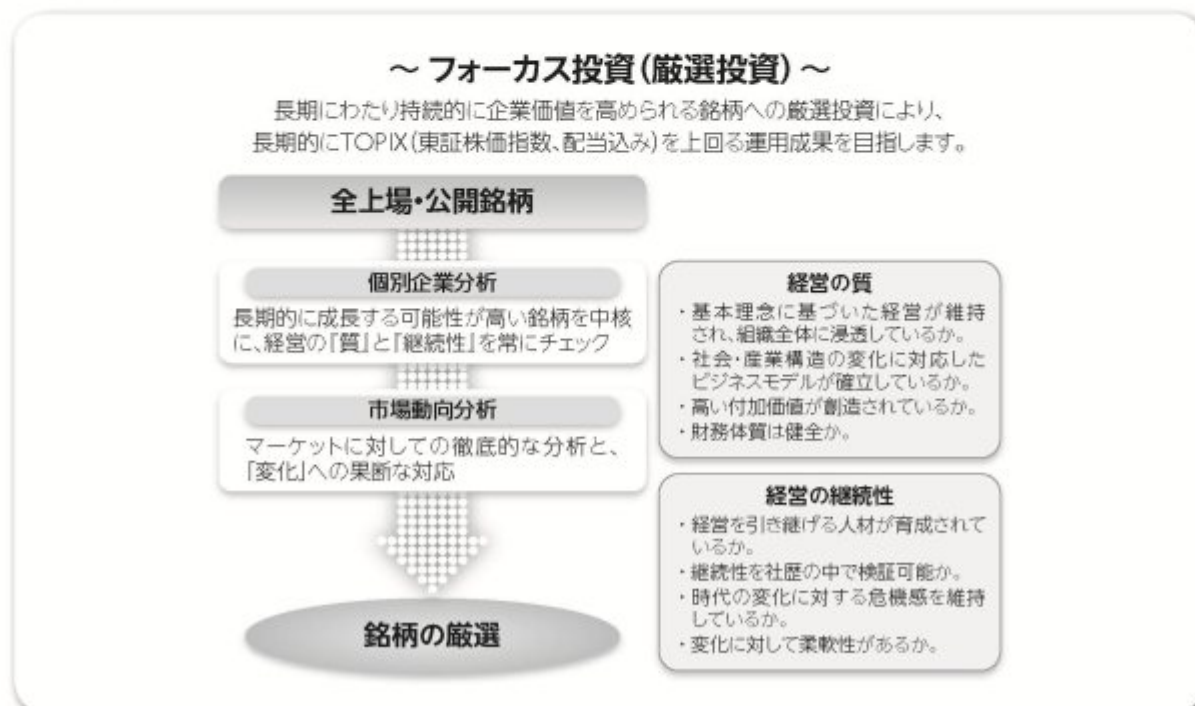 ～ フォーカス投資（厳選投資）～
長期にわたり持続的に企業価値を高められる銘柄への厳選投資により、
長期的にTOPIX（東証株価指数、配当込み）を上回る運用成果を目指します。
全上場・公開銘柄
個別企業分析
長期的に成長する可能性が高い銘柄を中核
に、経営の『質』と『継続性』を常にチェック
市場動向分析
マーケットに対しての徹底的な分析と、
「変化」への果断な対応
銘柄の厳選
経営の質
・基本理念に基づいた経営が維持
され、組織全体に浸透しているか。
・社会・産業構造の変化に対応した
ビジネスモデルが確立しているか。
・高い付加価値が創造されているか。
・財務体質は健全か。
経営の継続性
・経営を引き継げる人材が育成されて
いるか。
・継続性を社歴の中で検証可能か。
・時代の変化に対する危機感を維持
しているか。
・変化に対して柔軟性があるか。